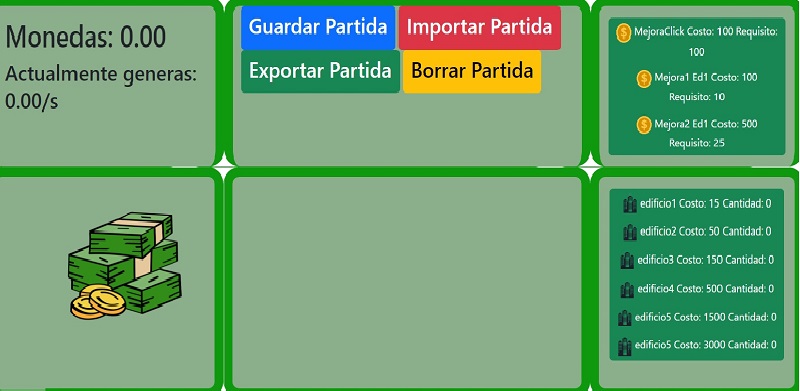 Monedas: 0.00
Actualmente generas:
0.00/s
Guardar Partida
Importar Partida
Exportar Partida
Borrar Partida
MejoraClick Costo: 100 Requisito:
100
Mejora1 Ed1 Costo: 100
Requisito: 10
Mejora2 Ed1 Costo: 500
Requisito: 25
edificio1 Costo: 15 Cantidad: 0
edificio2 Costo: 50 Cantidad: 0
edificio3 Costo: 150 Cantidad: 0
edificio4 Costo: 500 Cantidad: 0
edificio5 Costo: 1500 Cantidad: 0
edificio5 Costo: 3000 Cantidad: 0